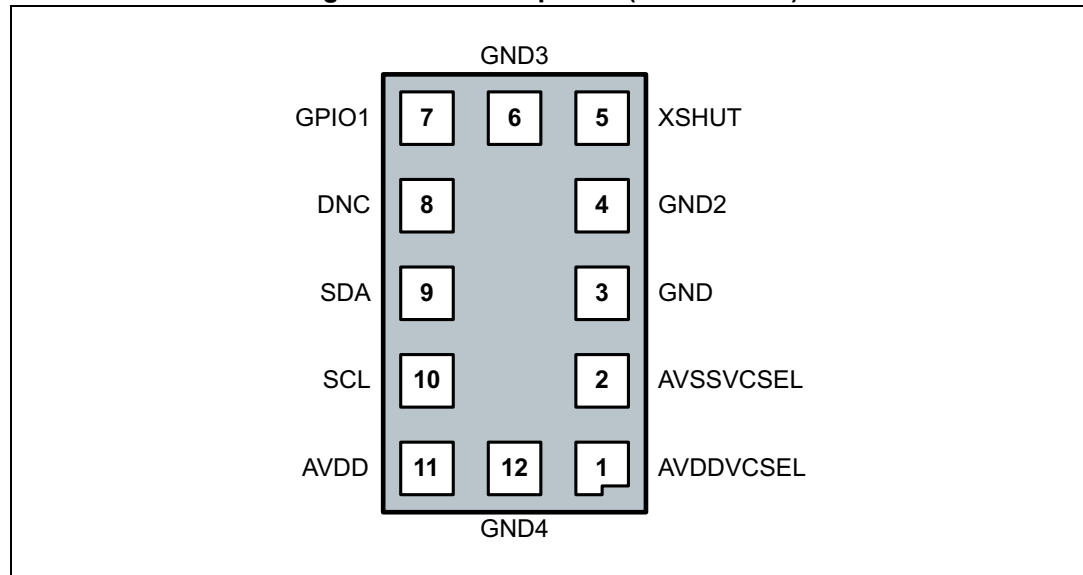 GND3
GPIO1 7 6 5 XSHUT
DNC 8 4 GND2
SDA 9 3 GND
SCL 10 2 AVSSVCSEL
AVDD 11 12 1 AVDDVCSEL
GND4